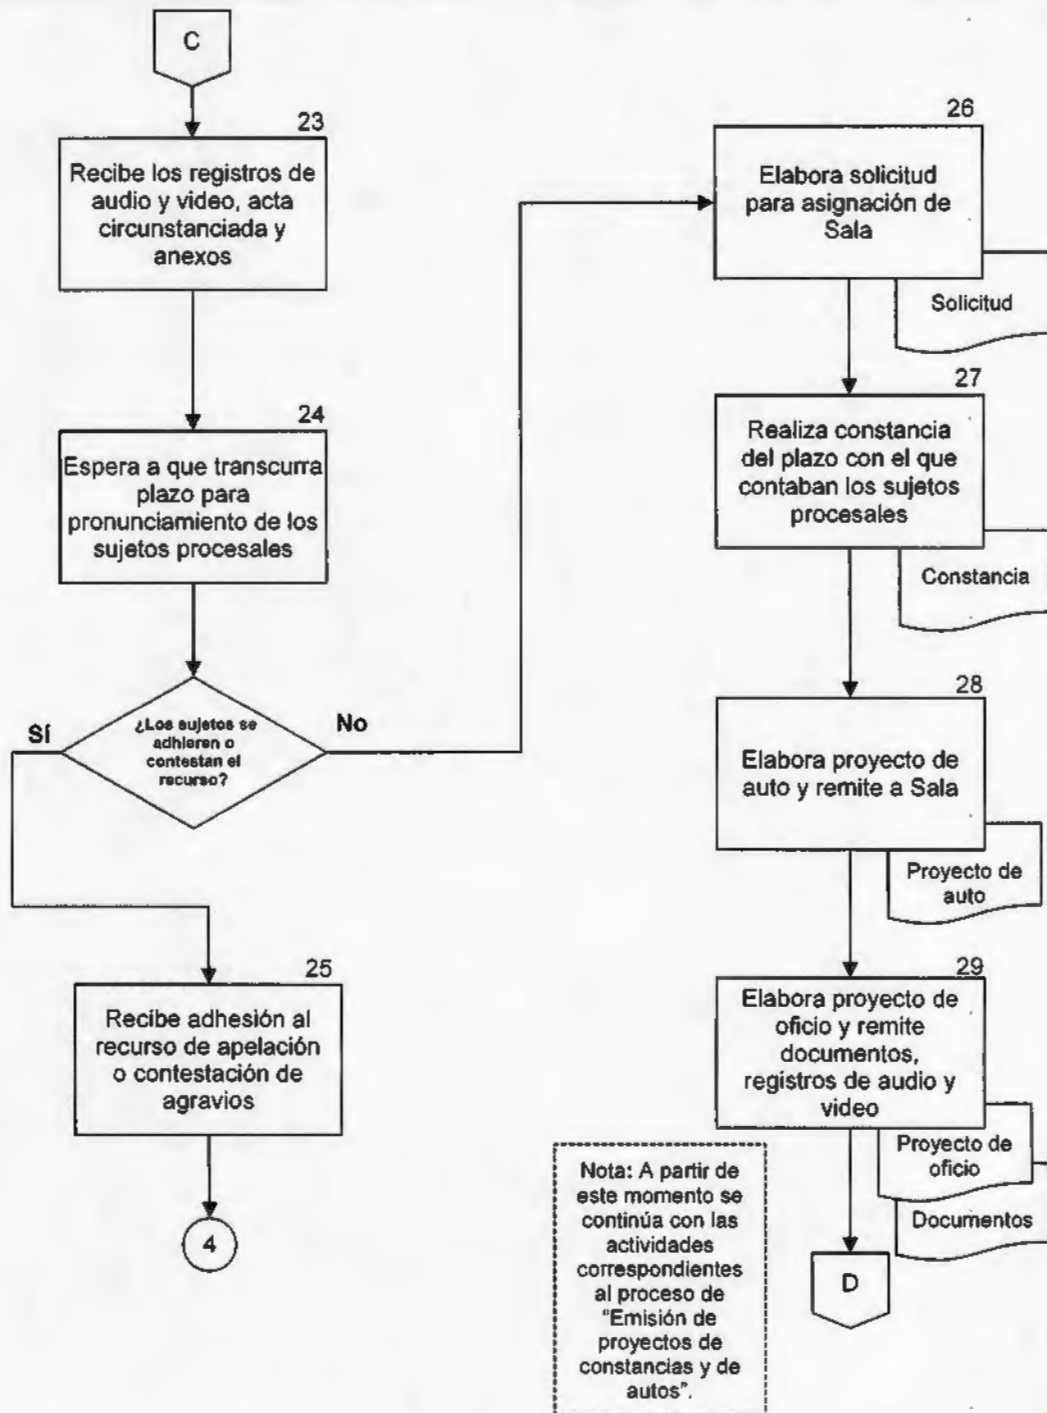 C
23
Recibe los registros de
audio y video, acta
circunstanciada y
anexos
24
Espera a que transcurra
plazo para
pronunciamiento de los
sujetos procesales
¿Los sujetos se
adhieren o
contestan el
recurso?
Sí
No
25
Recibe adhesión al
recurso de apelación
o contestación de
agravios
4
26
Elabora solicitud
para asignación de
Sala
Solicitud
27
Realiza constancia
del plazo con el que
contaban los sujetos
procesales
Constancia
28
Elabora proyecto de
auto y remite a Sala
Proyecto de
auto
29
Elabora proyecto de
oficio y remite
documentos,
registros de audio y
video
Proyecto de
oficio
Documentos
D
Nota: A partir de
este momento se
continúa con las
actividades
correspondientes
al proceso de
"Emisión de
proyectos de
constancias y de
autos".